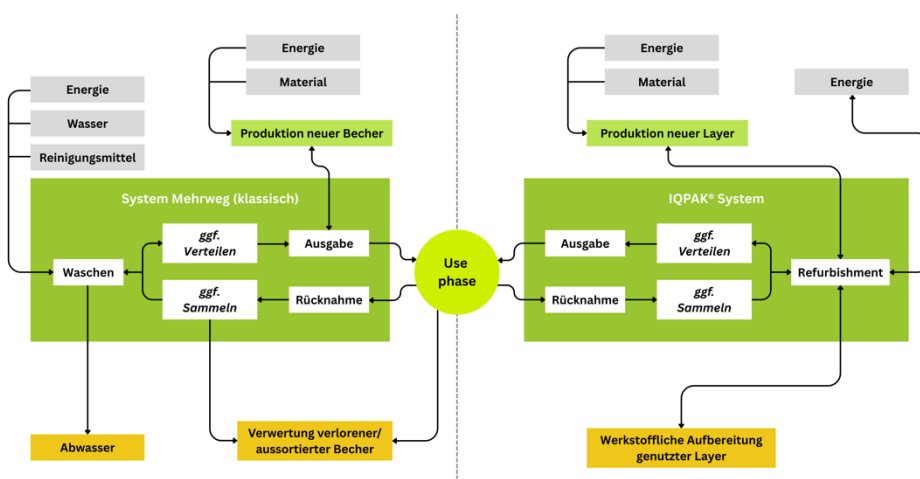 Energie
Material
Energie
Wasser
Reinigungsmittel
Produktion neuer Becher
System Mehrweg (klassisch)
ggf.
Verteilen
Ausgabe
Waschen
ggf.
Sammeln
Rücknahme
Abwasser
Verwertung verlorener/
aussortierter Becher
Use
phase
Energie
Material
Energie
Produktion neuer Layer
IQPAK® System
Ausgabe
ggf.
Verteilen
Refurbishment
Rücknahme
ggf.
Sammeln
Werkstoffliche Aufbereitung
genutzter Layer